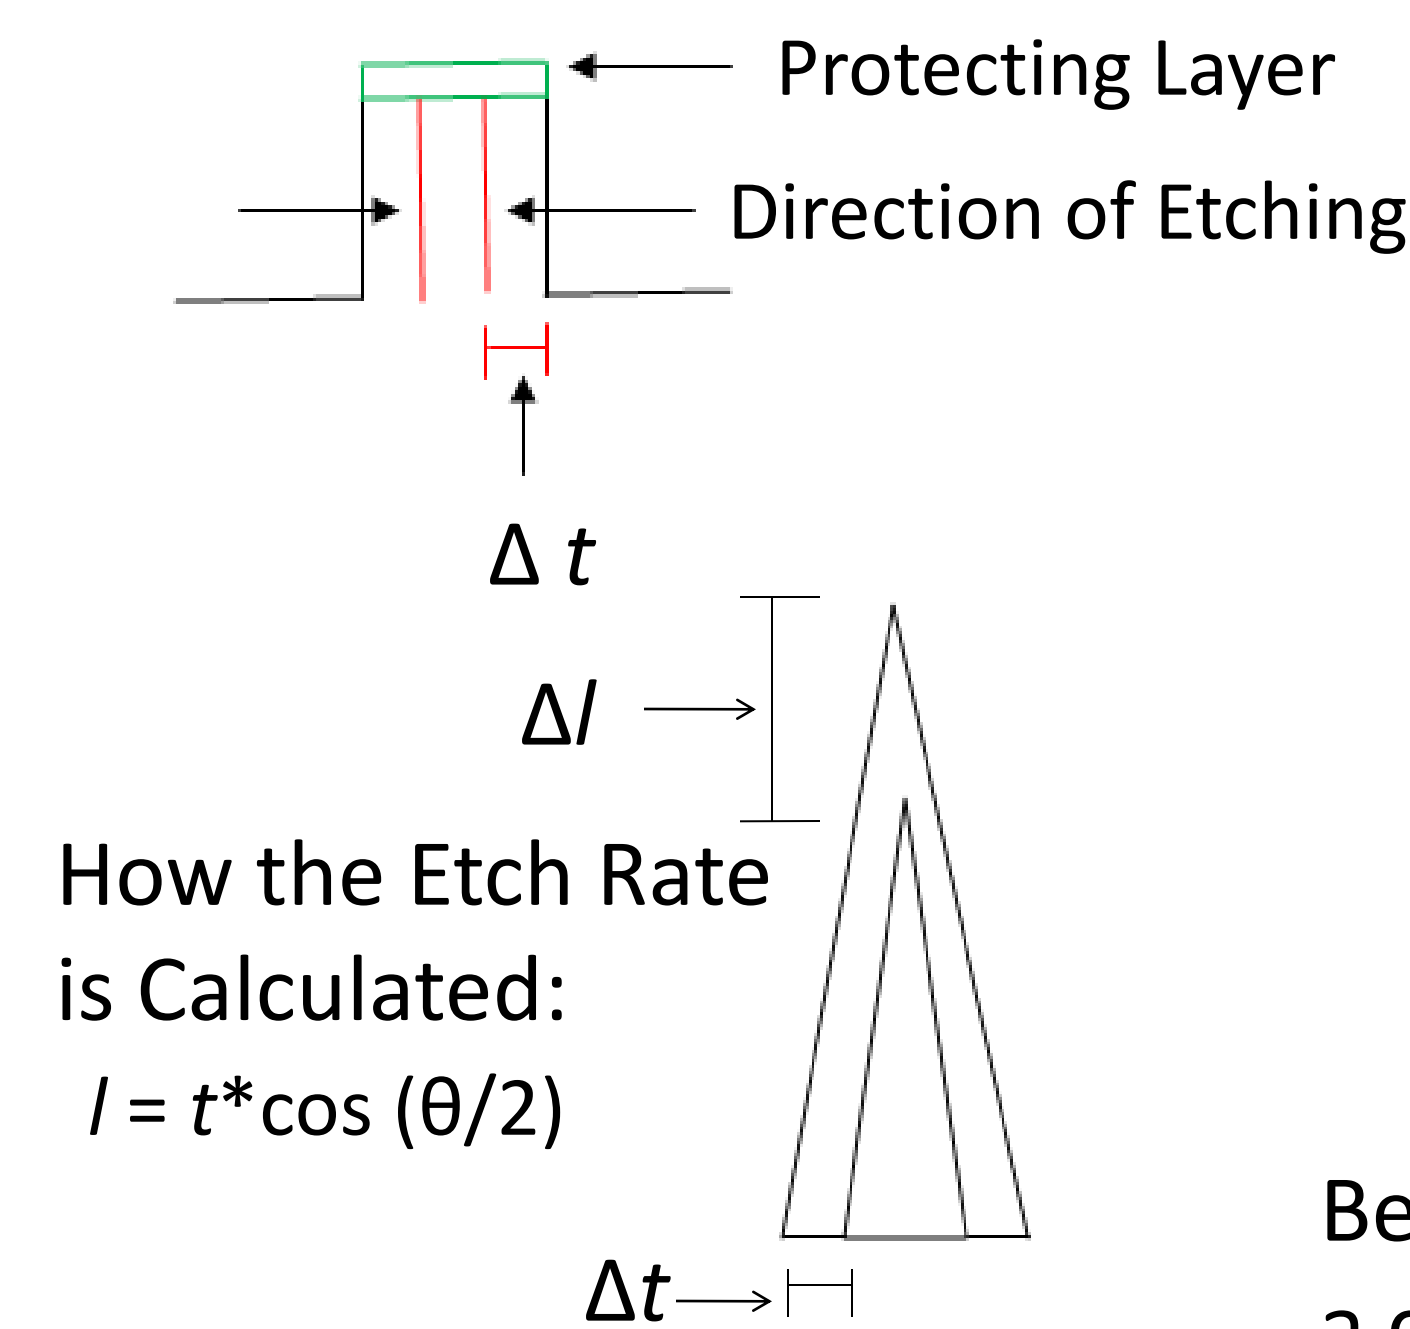 Protecting Layer
Direction of Etching
Δ t
Δl
How the Etch Rate
is Calculated:
l = t*cos (θ/2)
Be
Δt